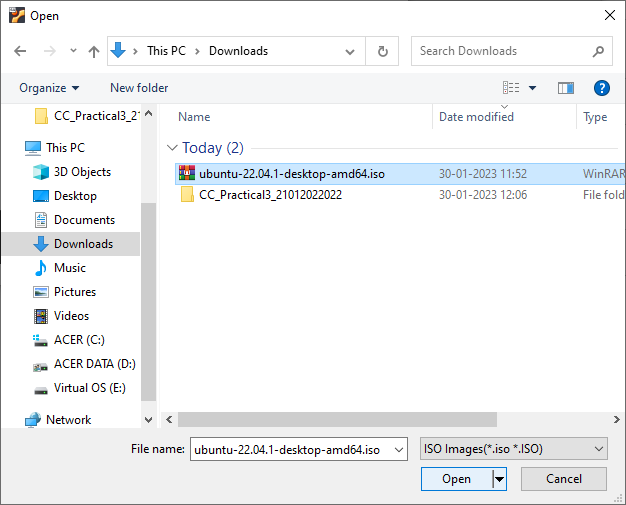 Open
This PC > Downloads
Search Downloads
Organize
New folder
Name
Date modified
Type
Today (2)
ubuntu-22.04.1-desktop-amd64.iso 30-01-2023 11:52 WinRAR
CC_Practical3_21012022022 30-01-2023 12:06 File fold
CC_Practical3_21
This PC
3D Objects
Desktop
Documents
Downloads
Music
Pictures
Videos
ACER (C:)
ACER DATA (D:)
Virtual OS (E:)
Network
File name: ubuntu-22.04.1-desktop-amd64.iso
ISO Images(*.iso *.ISO)
Open
Cancel